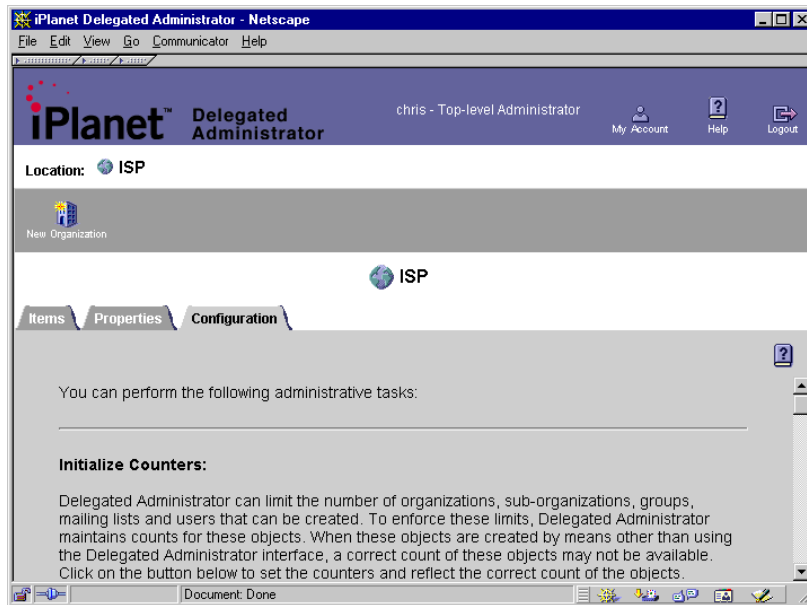 iPlanet Delegated Administrator - Netscape
File Edit View Go Communicator Help
iPlanet™ Delegated Administrator
chris - Top-level Administrator
My Account Help Logout
Location: ISP
New Organization
ISP
Items Properties Configuration
You can perform the following administrative tasks:
Initialize Counters:
Delegated Administrator can limit the number of organizations, sub-organizations, groups,
mailing lists and users that can be created. To enforce these limits, Delegated Administrator
maintains counts for these objects. When these objects are created by means other than using
the Delegated Administrator interface, a correct count of these objects may not be available.
Click on the button below to set the counters and reflect the correct count of the objects.
Document: Done